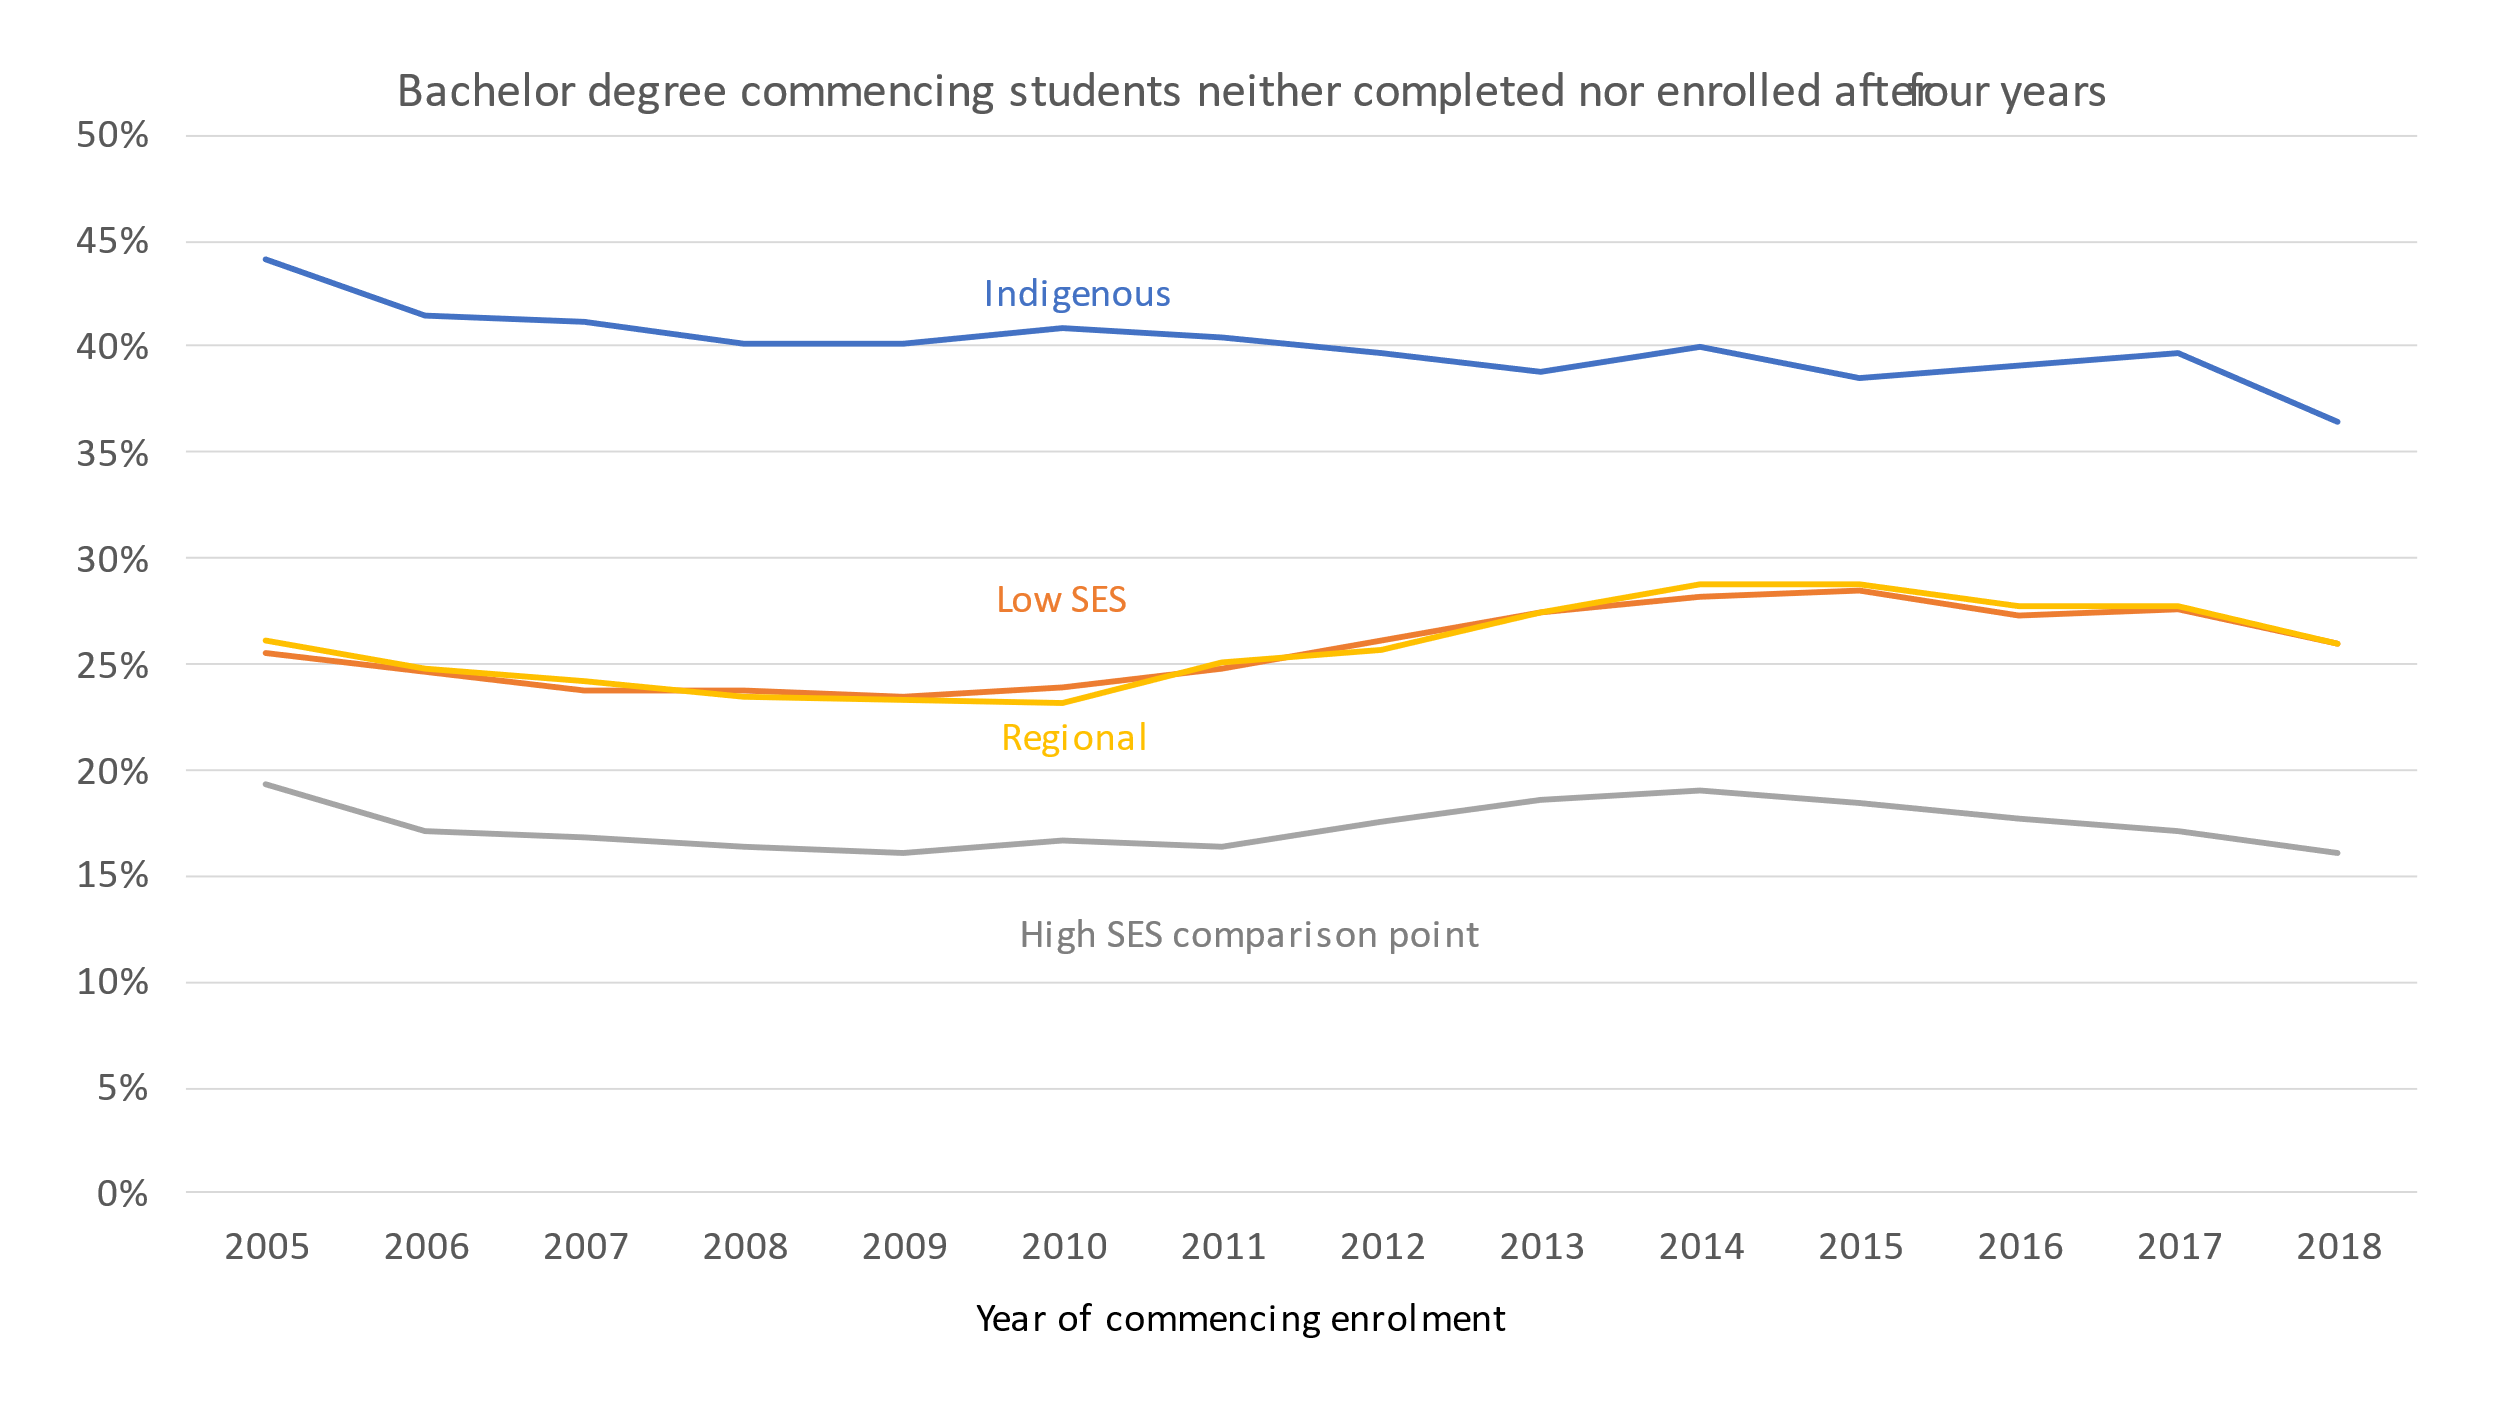 Bachelor degree commencing students neither completed nor enrolled after four years
50%
45%
Indigenous
40%
35%
30%
Low SES
25%
Regional
20%
15%
High SES comparison point
10%
5%
0%
2005 2006 2007 2008 2009 2010 2011 2012 2013 2014 2015 2016 2017 2018
Year of commencing enrolment